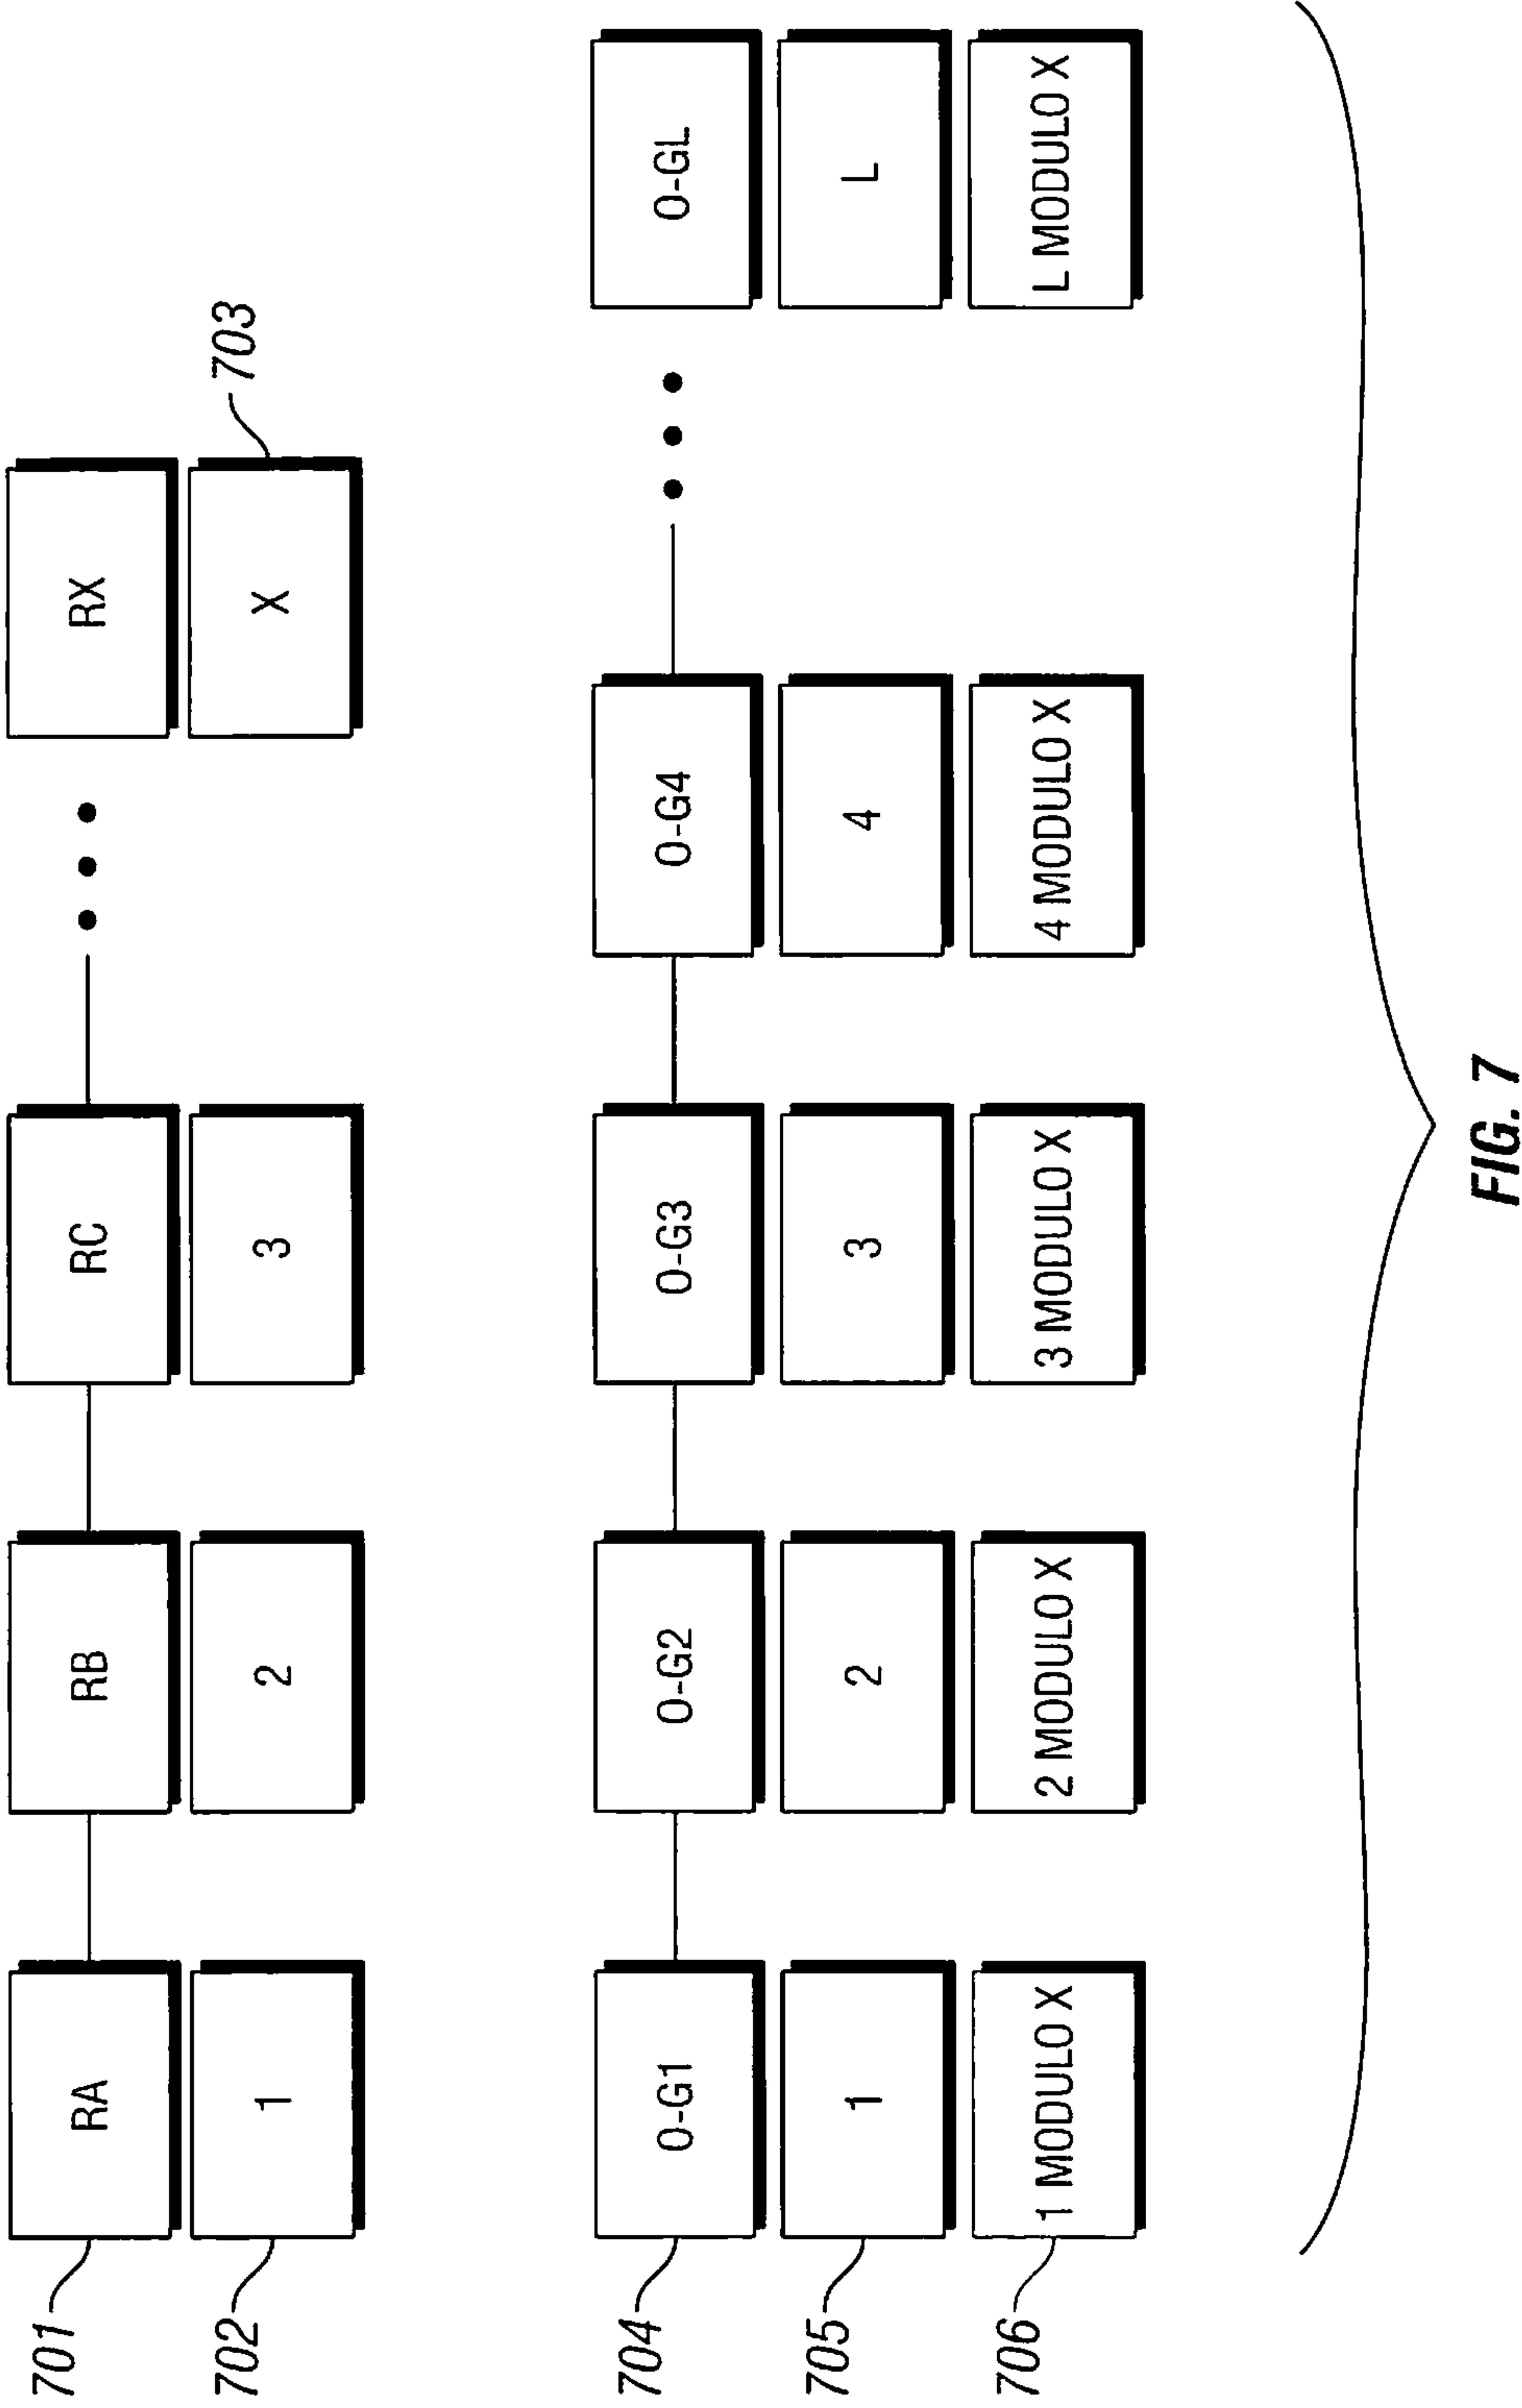 701
RA
RB
RC
RX
702
1
2
3
X
703
704
O-G1
O-G2
O-G3
O-G4
O-GL
705
1
2
3
4
L
706
1 MODULO X
2 MODULO X
3 MODULO X
4 MODULO X
L MODULO X
FIG. 7